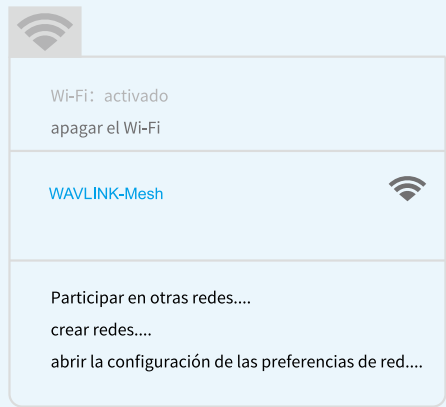 Wi-Fi： activado
apagar el Wi-Fi
WAVLINK-Mesh
Participar en otras redes....
crear redes....
abrir la configuración de las preferencias de red....